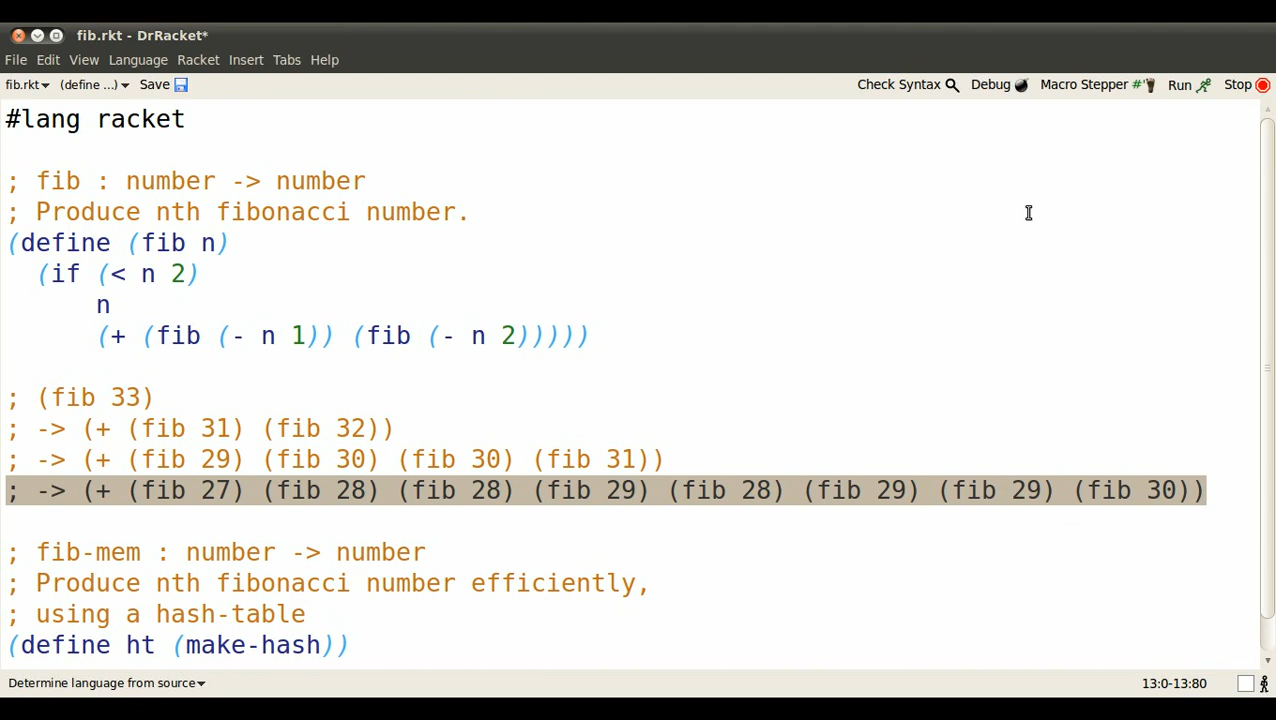 fib.rkt - DrRacket*
File Edit View Language Racket Insert Tabs Help
fib.rkt (define ...) Save Check Syntax Debug Macro Stepper #' Run Stop
#lang racket
; fib : number -> number
; Produce nth fibonacci number.
(define (fib n)
(if (< n 2)
n
(+ (fib (- n 1)) (fib (- n 2)))))
; (fib 33)
; -> (+ (fib 31) (fib 32))
; -> (+ (fib 29) (fib 30) (fib 30) (fib 31))
; -> (+ (fib 27) (fib 28) (fib 28) (fib 29) (fib 28) (fib 29) (fib 29) (fib 30))
; fib-mem : number -> number
; Produce nth fibonacci number efficiently,
; using a hash-table
(define ht (make-hash))
Determine language from source 13:0-13:80